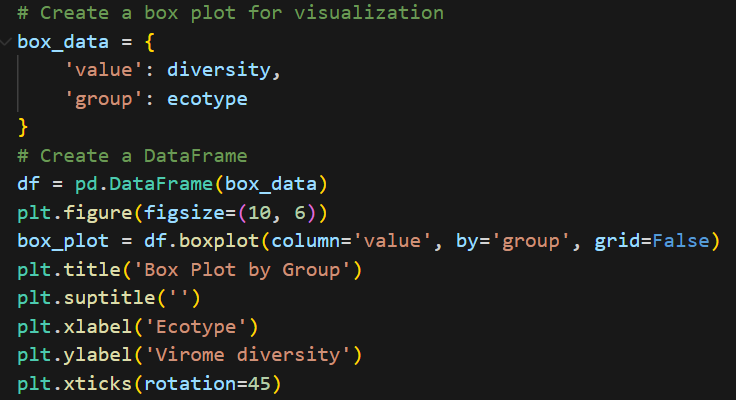 # Create a box plot for visualization
box_data = {
    'value': diversity,
    'group': ecotype
}
# Create a DataFrame
df = pd.DataFrame(box_data)
plt.figure(figsize=(10, 6))
box_plot = df.boxplot(column='value', by='group', grid=False)
plt.title('Box Plot by Group')
plt.suptitle('')
plt.xlabel('Ecotype')
plt.ylabel('Virome diversity')
plt.xticks(rotation=45)